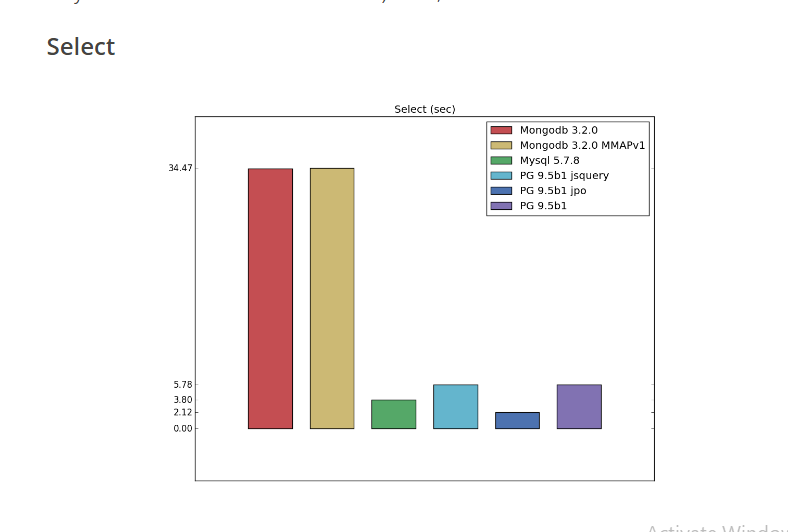 Select
Select (sec)
Mongodb 3.2.0
Mongodb 3.2.0 MMAPv1
Mysql 5.7.8
PG 9.5b1 jsquery
PG 9.5b1 jpo
PG 9.5b1
34.47
5.78
3.80
2.12
0.00